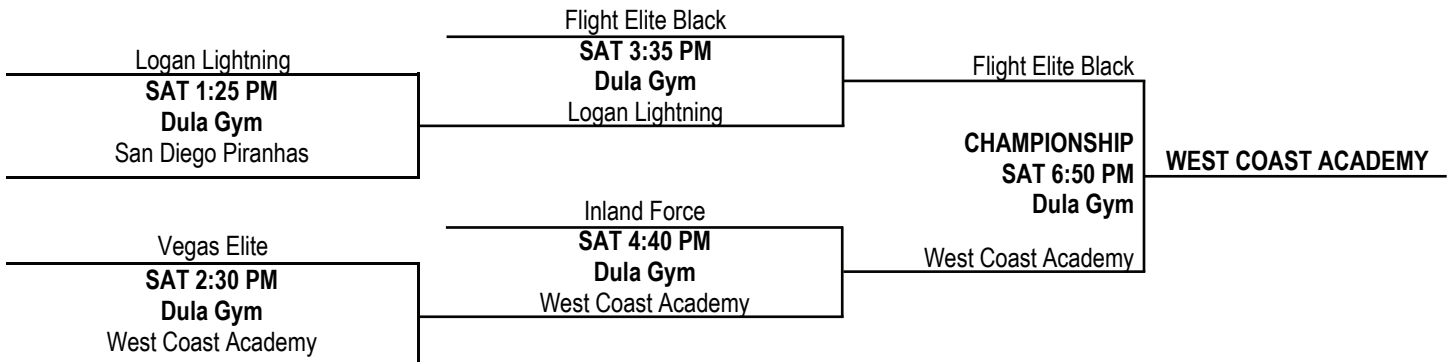 Logan Lightning
SAT 1:25 PM
Dula Gym
San Diego Piranhas
Vegas Elite
SAT 2:30 PM
Dula Gym
West Coast Academy
Flight Elite Black
SAT 3:35 PM
Dula Gym
Logan Lightning
Inland Force
SAT 4:40 PM
Dula Gym
West Coast Academy
Flight Elite Black
CHAMPIONSHIP
SAT 6:50 PM
Dula Gym
West Coast Academy
WEST COAST ACADEMY